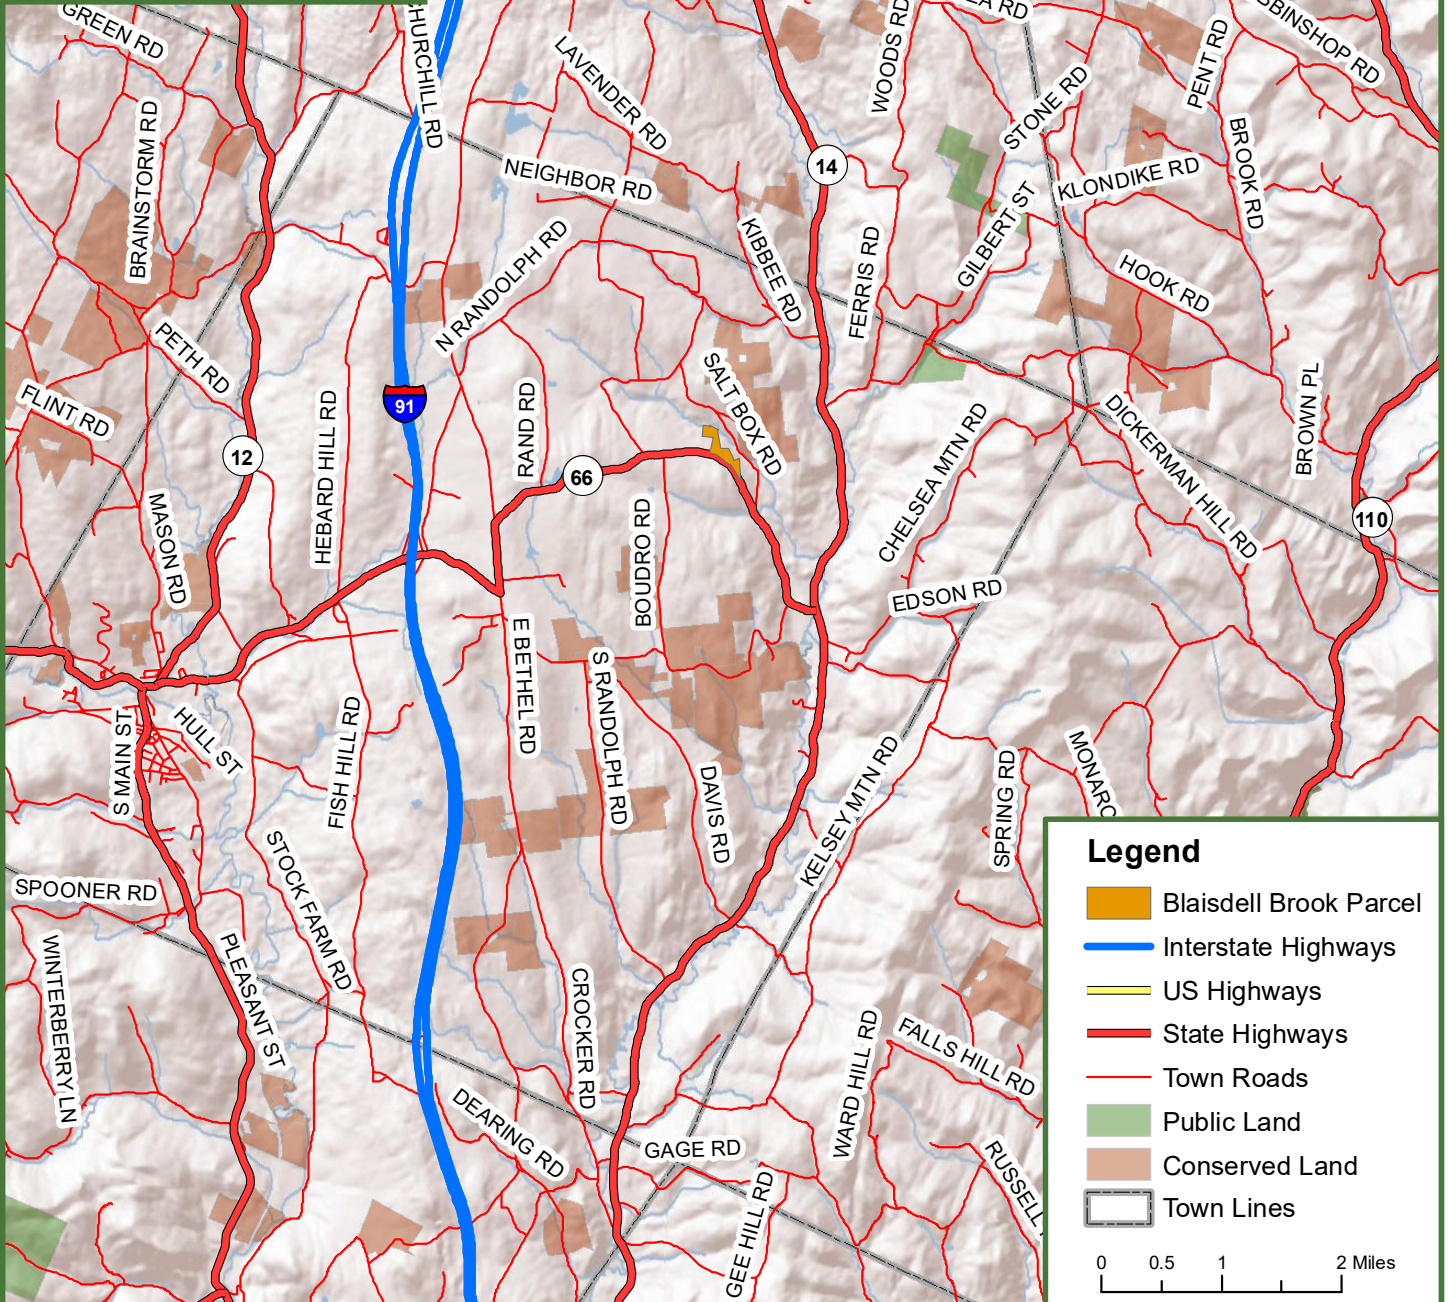 GREEN RD
CHURCHILL RD
LAVENDER RD
WOODS RD
EA RD
PENT RD
BBINSHOP RD
STONE RD
BRAINSTORM RD
NEIGHBOR RD
14
KLONDIKE RD
BROOK RD
GILBERT ST
KIBBEE RD
FERRIS RD
N RANDOLPH RD
HOOK RD
PETH RD
FLINT RD
91
HEBARD HILL RD
RAND RD
SALT BOX RD
CHELSEA MTN RD
DICKERMAN HILL RD
BROWN PL
12
66
110
MASON RD
BOUDRO RD
EDSON RD
E BETHEL RD
S RANDOLPH RD
HULL ST
S MAIN ST
FISH HILL RD
DAVIS RD
KELSEY MTN RD
SPRING RD
MONARC
STOCK FARM RD
SPOONER RD
WINTERBERRY LN
PLEASANT ST
CROCKER RD
WARD HILL RD
FALLS HILL RD
DEARING RD
GAGE RD
GEE HILL RD
RUSSELL
Legend
Blaisdell Brook Parcel
Interstate Highways
US Highways
State Highways
Town Roads
Public Land
Conserved Land
Town Lines
0 0.5 1 2 Miles